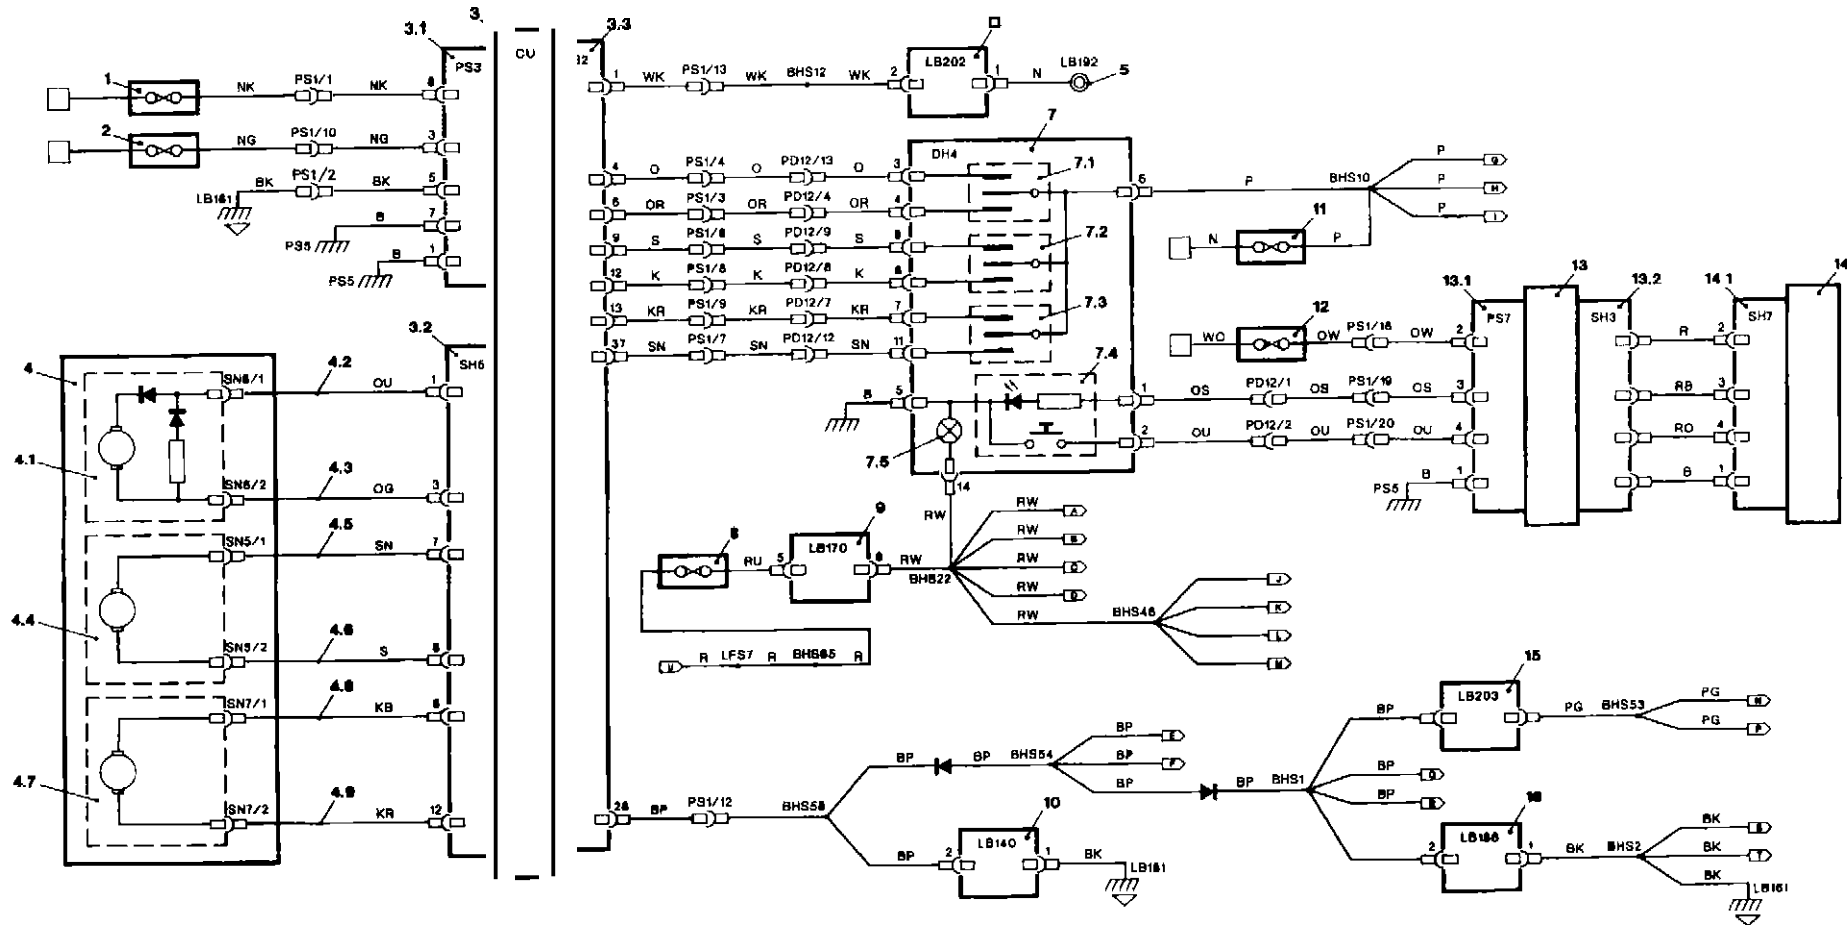 3.
3.1
CU
3.3
PS3
1
PS1/1
NK
NK
2
PS1/10
NG
NG
3
PS1/2
BK
BK
5
LB161
B
7
PS5
B
1
PS5
1
WK
PS1/13
WK
BHS12
WK
2
LB202
1
N
LB192
5
7
DH4
7.1
4
O
PS1/4
O
PD12/13
O
3
6
OR
PS1/3
OR
PD12/4
OR
4
7.2
9
S
PS1/6
S
PD12/9
S
12
K
K
PD12/8
K
7.3
13
KR
PS1/9
KR
PD12/7
KR
7
37
SN
PS1/7
SN
PD12/12
SN
11
7.4
B
5
7.5
14
RW
P
BHS10
P
P
P
H
I
11
N
P
12
WO
OW
PS1/18
OW
2
1
OS
PD12/1
OS
PS1/19
OS
3
2
OU
PD12/2
OU
PS1/20
OU
4
PS5
B
1
13.1
PS7
13
13.2
SH3
14.1
SH7
14
R
2
RB
3
RO
4
B
1
3.2
SH5
4
4.1
SN6/1
4.2
OU
1
SN6/2
4.3
OG
3
4.4
SN5/1
4.5
SN
7
SN5/2
4.6
S
4.7
SN7/1
4.8
KB
SN7/2
4.9
KR
12
8
RU
5
LB170
9
RW
BHS22
RW
RW
RW
RW
RW
A
B
C
D
BHS46
J
K
L
M
R
LFS7
R
BHS65
R
BP
PS1/12
BHS58
BP
BHS54
BP
BP
BP
E
F
BP
BHS1
BP
2
LB140
10
1
BK
LB161
BP
LB203
15
1
PG
BHS53
PG
PG
N
P
BP
BP
2
16
1
BK
BHS2
BK
BK
BK
T
LB161